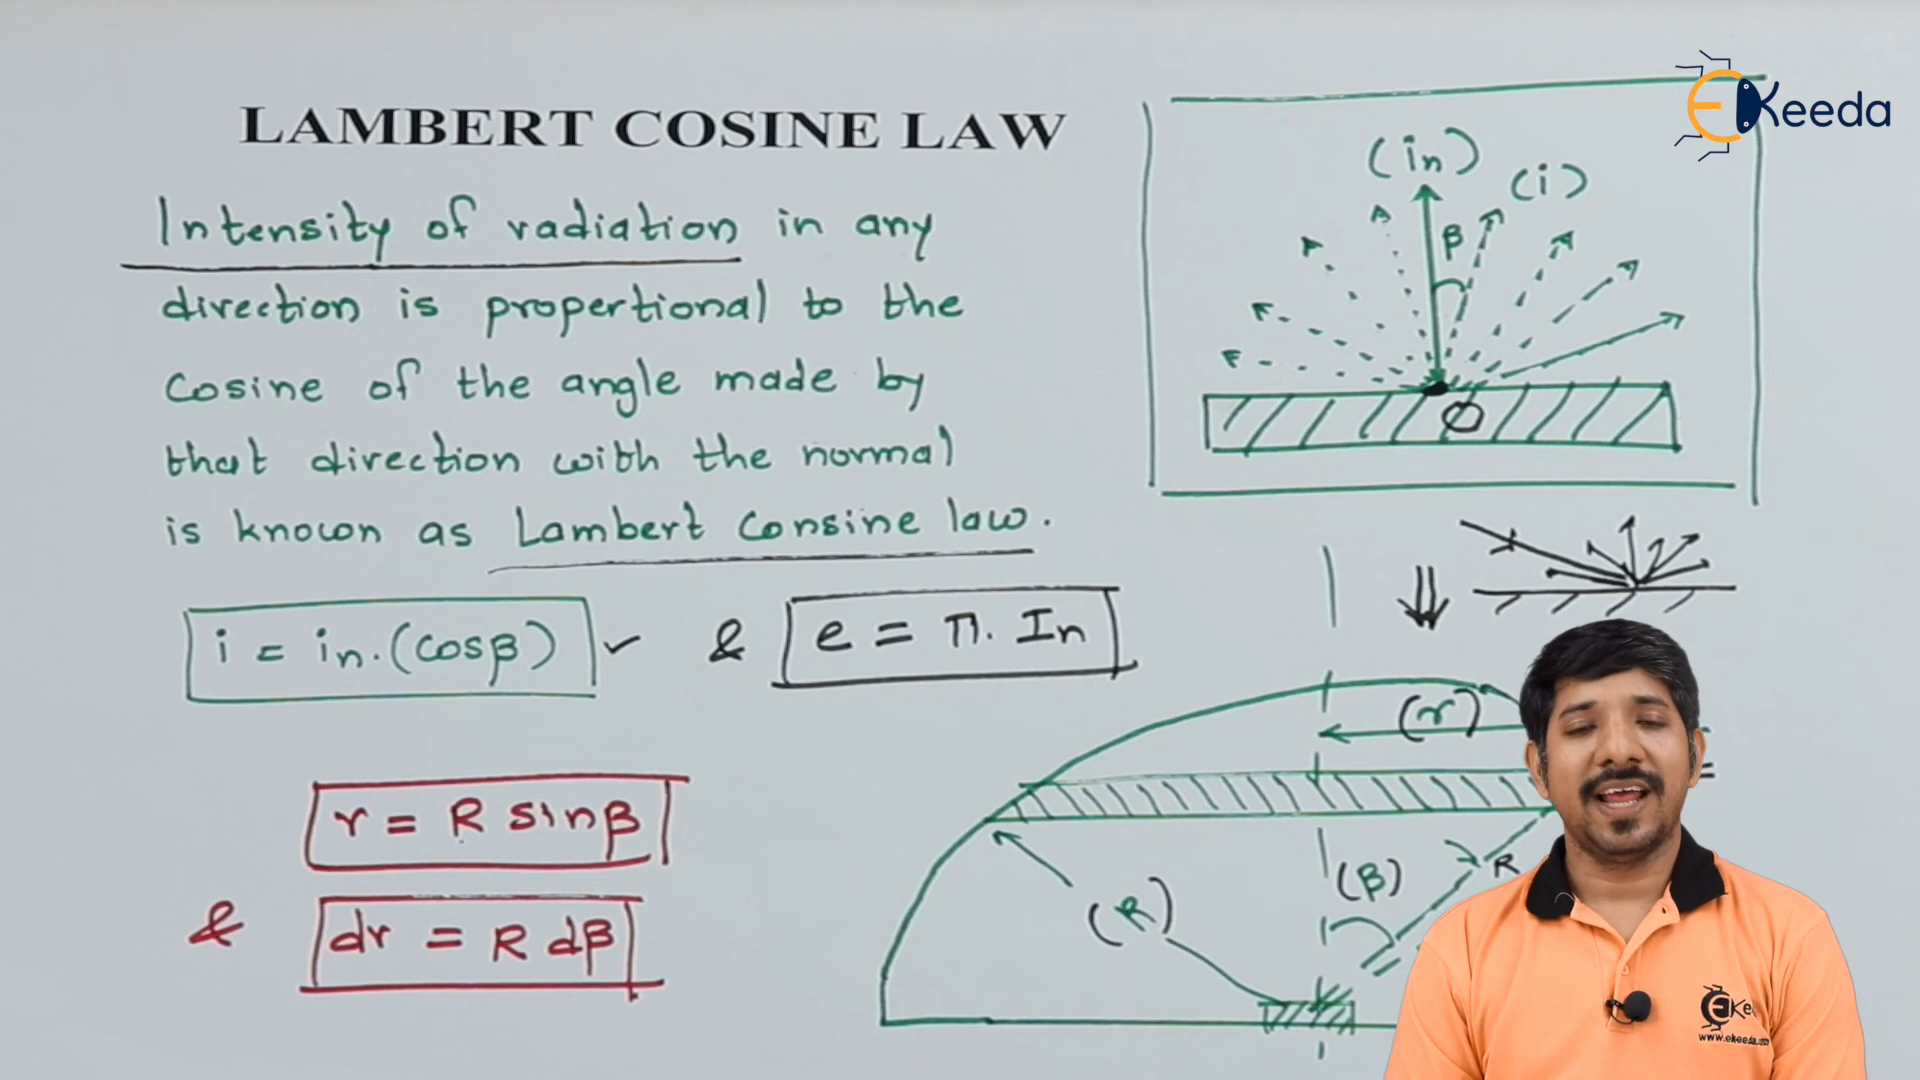 EKeeda
LAMBERT COSINE LAW
Intensity of radiation in any
direction is propertional to the
Cosine of the angle made by
that direction with the normal
is known as Lambert Consine law.
i = in.(cosβ) ✓ & e = π. In
r = R sinβ
& dr = R dβ
(in)
(i)
β
(r)
=
(β)
R
(R)
www.ekeeda.com